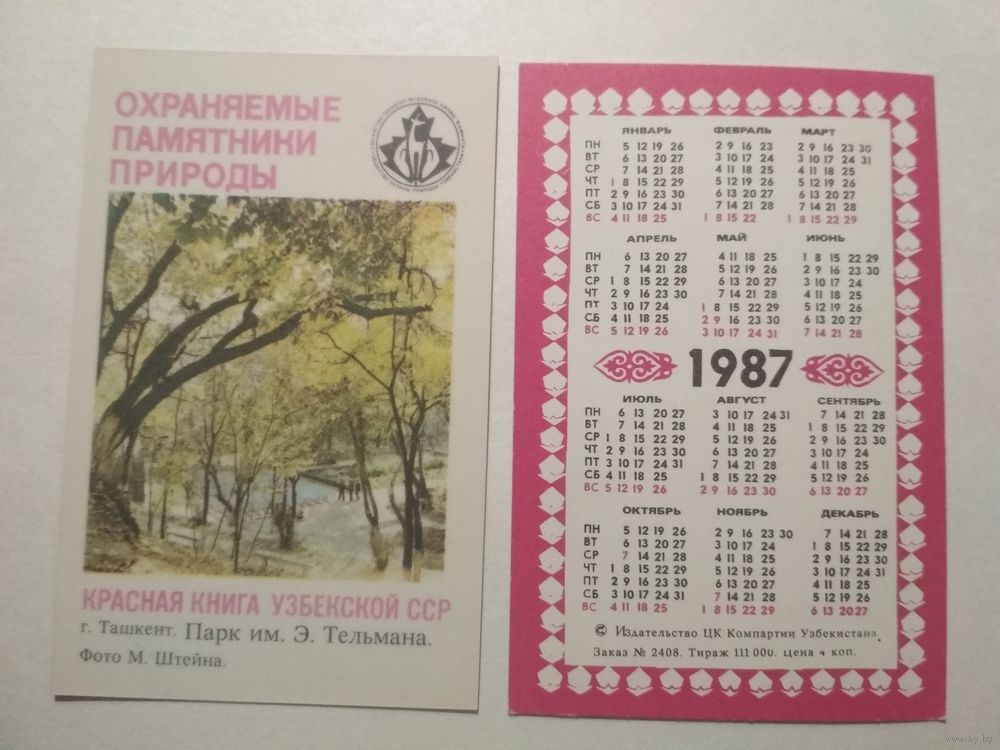 ОХРАНЯЕМЫЕ
ПАМЯТНИКИ
ПРИРОДЫ
КРАСНАЯ КНИГА УЗБЕКСКОЙ ССР
г. Ташкент. Парк им. Э. Тельмана.
Фото М. Штейна.
ЯНВАРЬ ФЕВРАЛЬ МАРТ
ПН 5 12 19 26 2 9 16 23 2 9 16 23 30
ВТ 6 13 20 27 3 10 17 24 3 10 17 24 31
СР 7 14 21 28 4 11 18 25 4 11 18 25
ЧТ 1 8 15 22 29 5 12 19 26 5 12 19 26
ПТ 2 9 16 23 30 6 13 20 27 6 13 20 27
СБ 3 10 17 24 31 7 14 21 28 7 14 21 28
ВС 4 11 18 25 1 8 15 22 1 8 15 22 29
АПРЕЛЬ МАЙ ИЮНЬ
ПН 6 13 20 27 4 11 18 25 1 8 15 22 29
ВТ 7 14 21 28 5 12 19 26 2 9 16 23 30
СР 1 8 15 22 29 6 13 20 27 3 10 17 24
ЧТ 2 9 16 23 30 7 14 21 28 4 11 18 25
ПТ 3 10 17 24 1 8 15 22 29 5 12 19 26
СБ 4 11 18 25 2 9 16 23 30 6 13 20 27
ВС 5 12 19 26 3 10 17 24 31 7 14 21 28
1987
ИЮЛЬ АВГУСТ СЕНТЯБРЬ
ПН 6 13 20 27 3 10 17 24 31 7 14 21 28
ВТ 7 14 21 28 4 11 18 25 1 8 15 22 29
СР 1 8 15 22 29 5 12 19 26 2 9 16 23 30
ЧТ 2 9 16 23 30 6 13 20 27 3 10 17 24
ПТ 3 10 17 24 31 7 14 21 28 4 11 18 25
СБ 4 11 18 25 1 8 15 22 29 5 12 19 26
ВС 5 12 19 26 2 9 16 23 30 6 13 20 27
ОКТЯБРЬ НОЯБРЬ ДЕКАБРЬ
ПН 5 12 19 26 2 9 16 23 30 7 14 21 28
ВТ 6 13 20 27 3 10 17 24 1 8 15 22 29
СР 7 14 21 28 4 11 18 25 2 9 16 23 30
ЧТ 1 8 15 22 29 5 12 19 26 3 10 17 24 31
ПТ 2 9 16 23 30 6 13 20 27 4 11 18 25
СБ 3 10 17 24 31 7 14 21 28 5 12 19 26
ВС 4 11 18 25 1 8 15 22 29 6 13 20 27
© Издательство ЦК Компартии Узбекистана.
Заказ № 2408. Тираж 111 000. Цена 4 коп.
www.ay.by